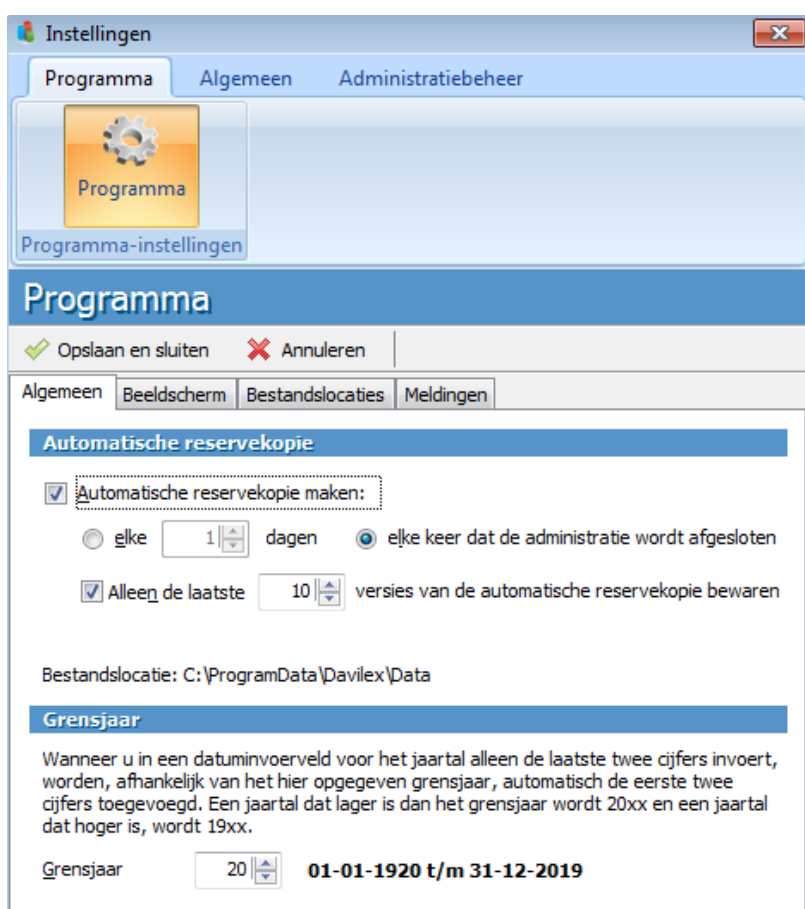 Instellingen
Programma Algemeen Administratiebeheer
Programma
Programma-instellingen
Programma
Opslaan en sluiten Annuleren
Algemeen Beeldscherm Bestandslocaties Meldingen
Automatische reservekopie
Automatische reservekopie maken:
elke 1 dagen elke keer dat de administratie wordt afgesloten
Alleen de laatste 10 versies van de automatische reservekopie bewaren
Bestandslocatie: C:\ProgramData\Davilex\Data
Grensjaar
Wanneer u in een datuminvoerveld voor het jaartal alleen de laatste twee cijfers invoert,
worden, afhankelijk van het hier opgegeven grensjaar, automatisch de eerste twee
cijfers toegevoegd. Een jaartal dat lager is dan het grensjaar wordt 20xx en een jaartal
dat hoger is, wordt 19xx.
Grensjaar 20 01-01-1920 t/m 31-12-2019